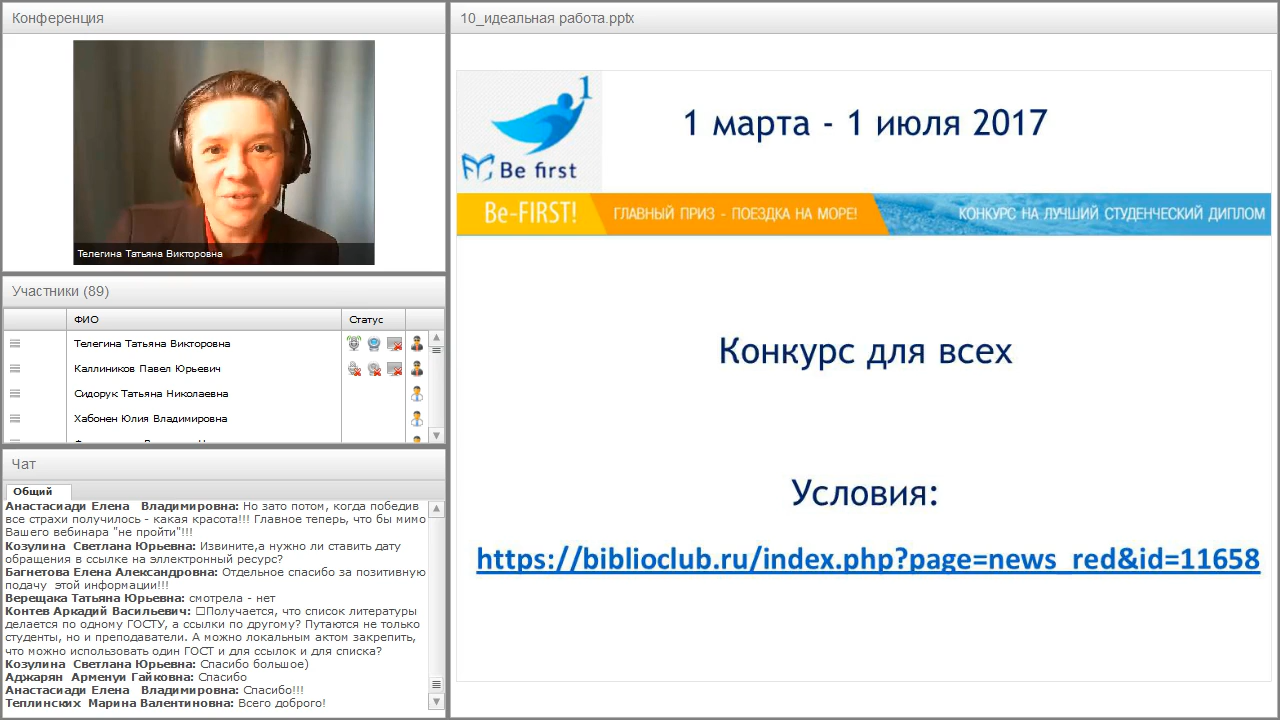 Конференция
Телегина Татьяна Викторовна
Участники (89)
ФИО
Статус
Телегина Татьяна Викторовна
Каллиников Павел Юрьевич
Сидорук Татьяна Николаевна
Хабонен Юлия Владимировна
Чат
Общий
Анастасиади Елена Владимировна: Но зато потом, когда победив
все страхи получилось - какая красота!!! Главное теперь, что бы мимо
Вашего вебинара "не пройти"!!!
Козулина Светлана Юрьевна: Извините,а нужно ли ставить дату
обращения в ссылке на эллектронный ресурс?
Багнетова Елена Александровна: Отдельное спасибо за позитивную
подачу этой информации!!!
Верещака Татьяна Юрьевна: смотрела - нет
Контев Аркадий Васильевич: □Получается, что список литературы
делается по одному ГОСТУ, а ссылки по другому? Путаются не только
студенты, но и преподаватели. А можно локальным актом закрепить,
что можно использовать один ГОСТ и для ссылок и для списка?
Козулина Светлана Юрьевна: Спасибо большое)
Аджарян Арменуи Гайковна: Спасибо
Анастасиади Елена Владимировна: Спасибо!!!
Теплинских Марина Валентиновна: Всего доброго!
10_идеальная работа.pptx
1
Be first
1 марта - 1 июля 2017
Be-FIRST!
ГЛАВНЫЙ ПРИЗ - ПОЕЗДКА НА МОРЕ!
КОНКУРС НА ЛУЧШИЙ СТУДЕНЧЕСКИЙ ДИПЛОМ
Конкурс для всех
Условия:
https://biblioclub.ru/index.php?page=news_red&id=11658